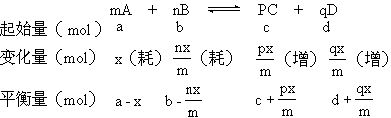 mA + nB ⇌ PC + qD
起始量（mol） a b c d
变化量（mol） x（耗） nx/m（耗） px/m（增） qx/m（增）
平衡量（mol） a - x b - nx/m c + px/m d + qx/m